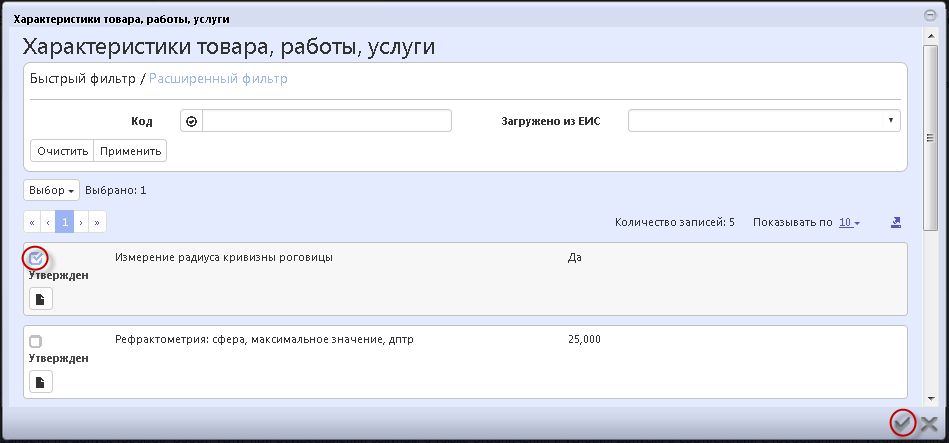 Характеристики товара, работы, услуги
Характеристики товара, работы, услуги
Быстрый фильтр / Расширенный фильтр
Код
Загружено из ЕИС
Очистить Применить
Выбор Выбрано: 1
« ‹ 1 › » Количество записей: 5 Показывать по 10
Измерение радиуса кривизны роговицы Да
Утвержден
Рефрактометрия: сфера, максимальное значение, дптр 25,000
Утвержден